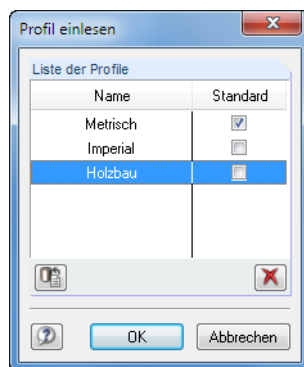 Profil einlesen
Liste der Profile
Name Standard
Metrisch
Imperial
Holzbau
OK Abbrechen